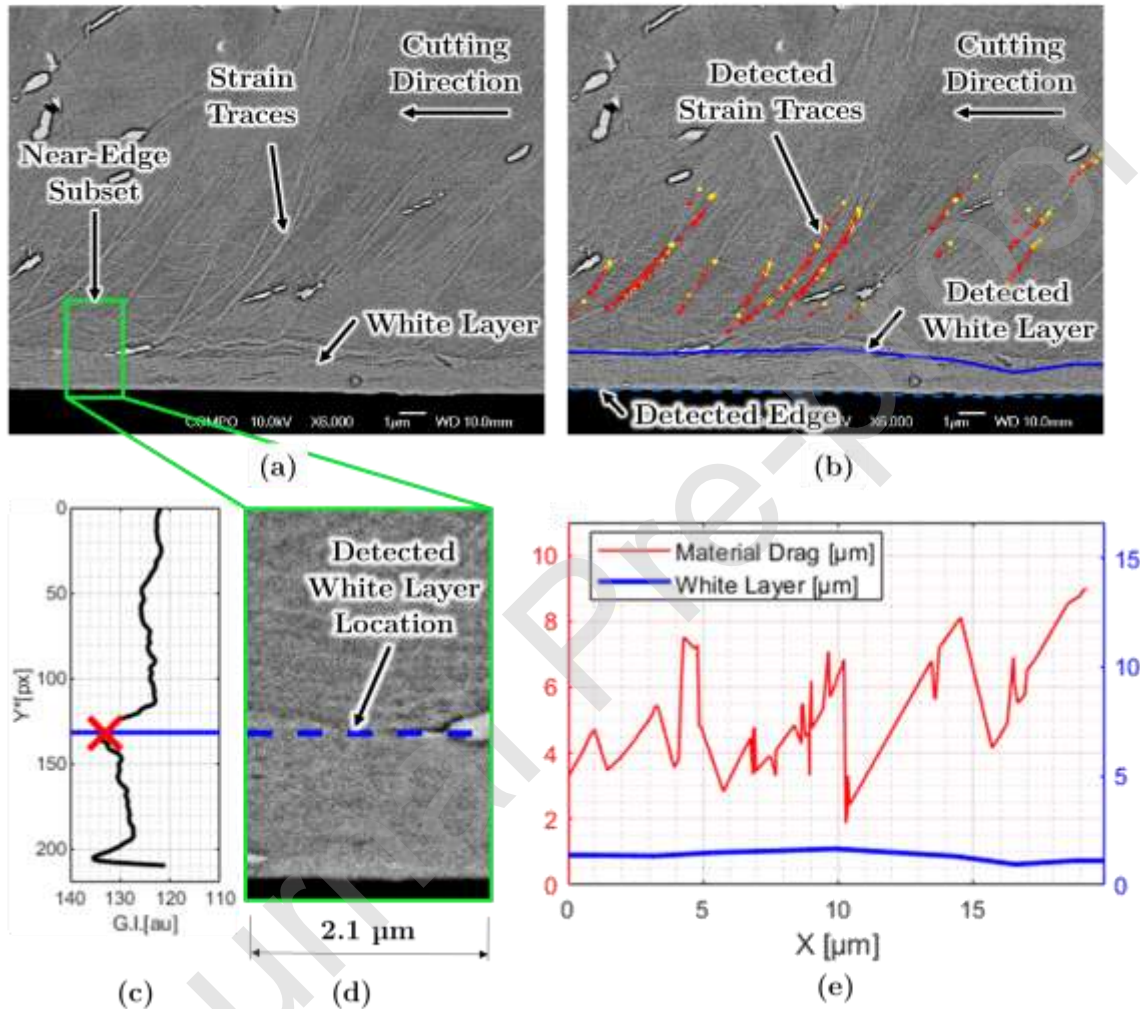 Cutting
Direction
Strain
Traces
Near-Edge
Subset
White Layer
COMPO 10.0kV X6,000 1µm WD 10.0mm
(a)
Cutting
Direction
Detected
Strain Traces
Detected
White Layer
Detected Edge
COMPO 10.0kV X6,000 1µm WD 10.0mm
(b)
0
50
100
150
200
Y*[px]
140 130 120 110
G.I.[au]
(c)
Detected
White Layer
Location
2.1 µm
(d)
Material Drag [µm]
White Layer [µm]
10
8
6
4
2
0
15
10
5
0
0 5 10 15
X [µm]
(e)